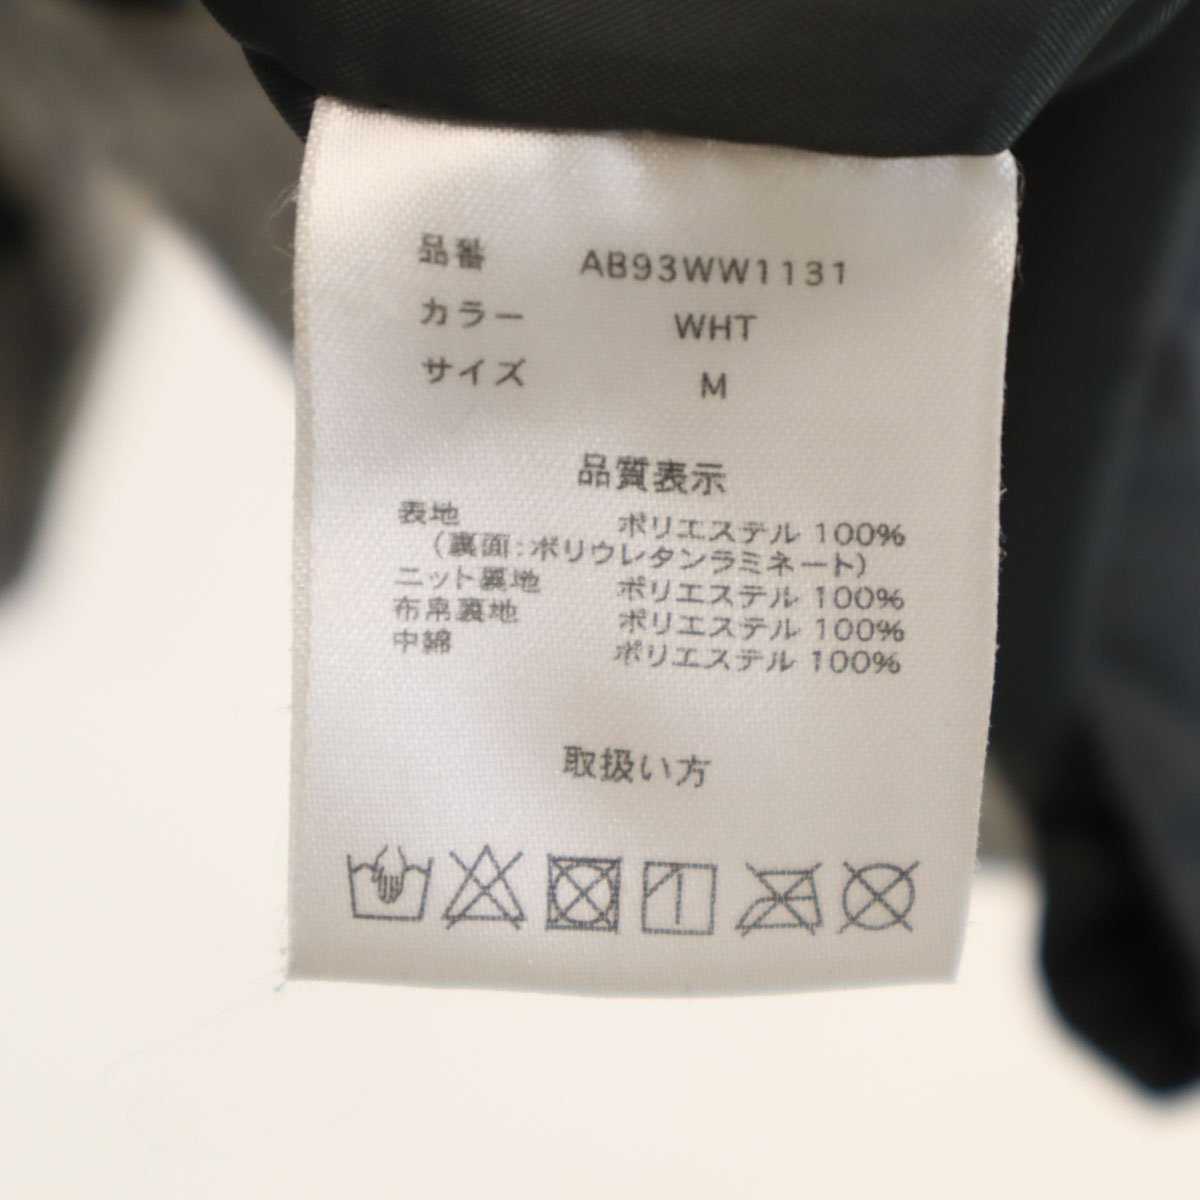 品番 AB93WW1131
カラー WHT
サイズ M
品質表示
表地 ポリエステル 100%
（裏面:ポリウレタンラミネート）
ニット裏地 ポリエステル 100%
布帛裏地 ポリエステル 100%
中綿 ポリエステル 100%
取扱い方